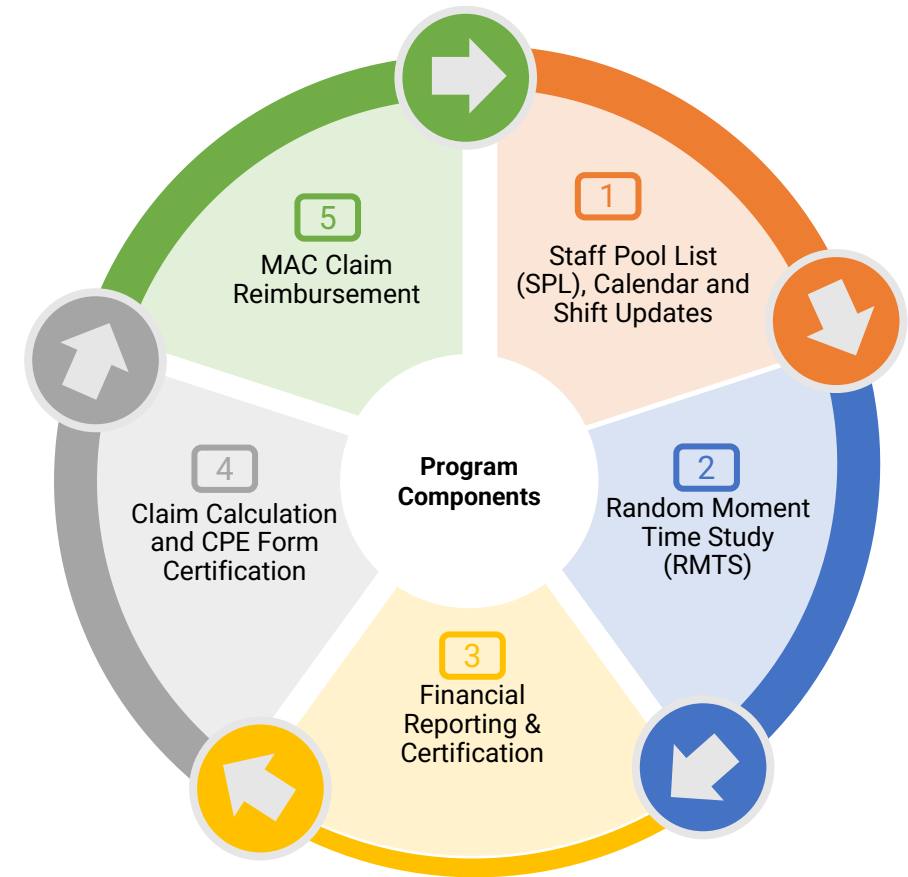 Program
Components
1
Staff Pool List
(SPL), Calendar and
Shift Updates
2
Random Moment
Time Study
(RMTS)
3
Financial
Reporting &
Certification
4
Claim Calculation
and CPE Form
Certification
5
MAC Claim
Reimbursement